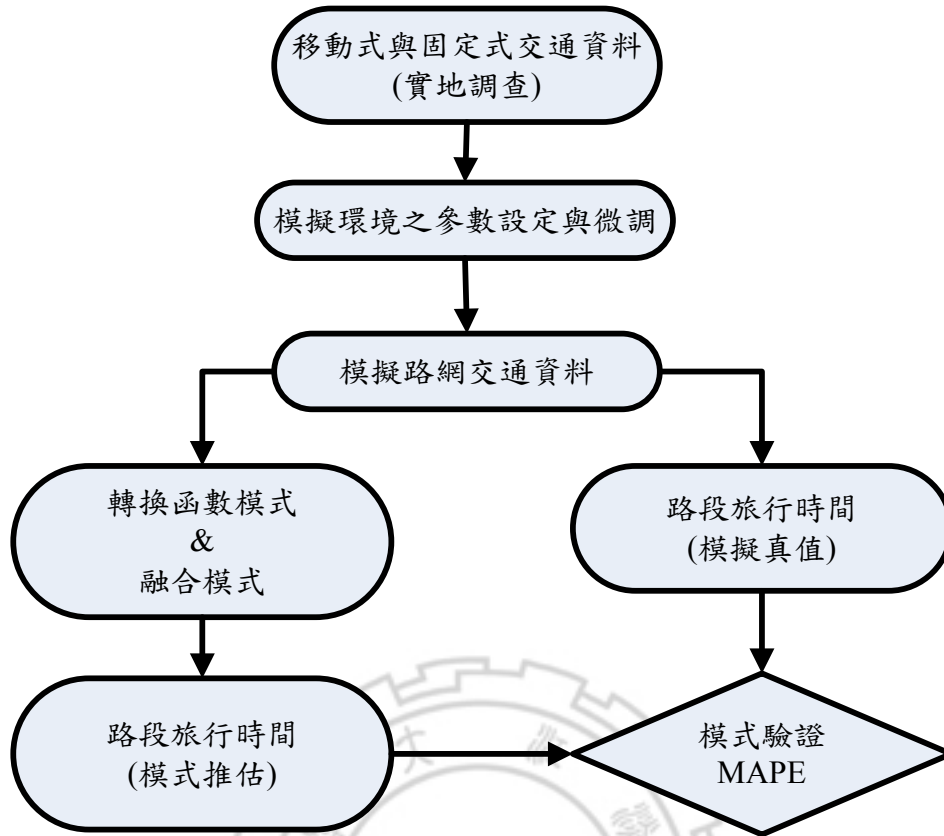 移動式與固定式交通資料
(實地調查)
模擬環境之參數設定與微調
模擬路網交通資料
轉換函數模式
&
融合模式
路段旅行時間
(模擬真值)
路段旅行時間
(模式推估)
模式驗證
MAPE
大